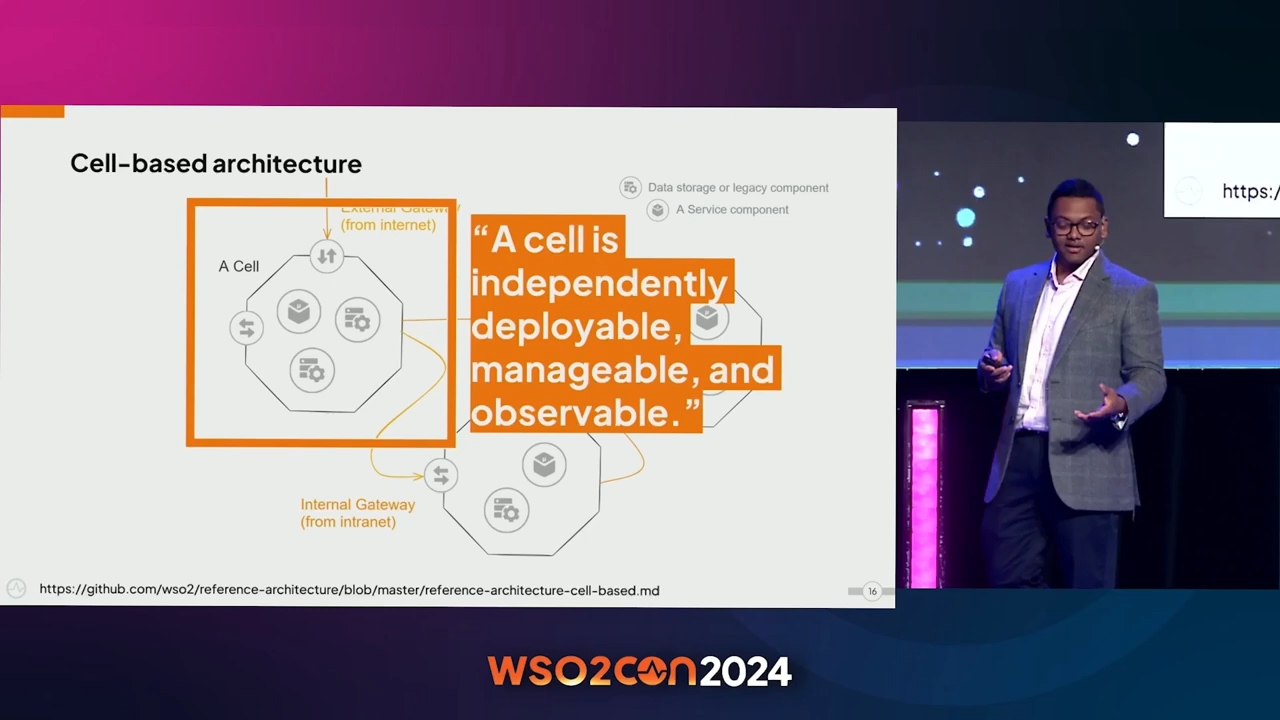 Cell-based architecture
Data storage or legacy component
A Service component
External Gateway
(from internet)
A Cell
“A cell is
independently
deployable,
manageable, and
observable.”
Internal Gateway
(from intranet)
https://github.com/wso2/reference-architecture/blob/master/reference-architecture-cell-based.md
16
https:/
WSO2CON2024